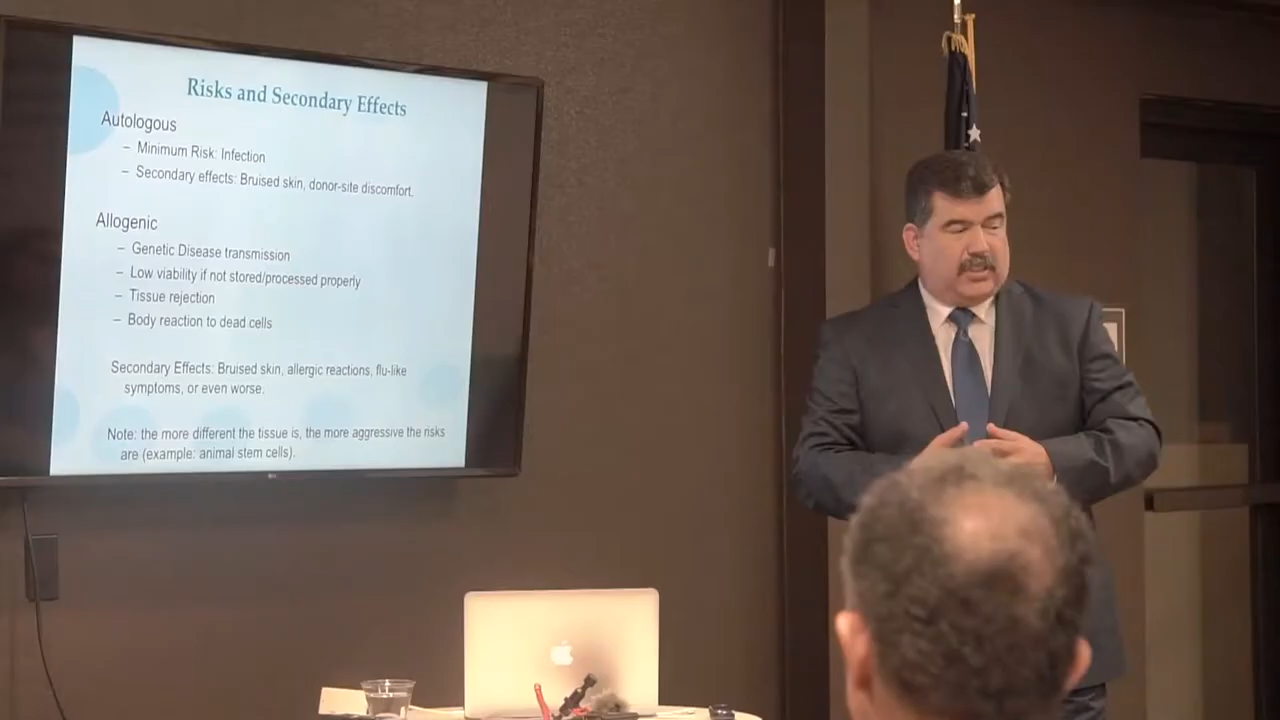 Risks and Secondary Effects
Autologous
– Minimum Risk: Infection
– Secondary effects: Bruised skin, donor-site discomfort.
Allogenic
– Genetic Disease transmission
– Low viability if not stored/processed properly
– Tissue rejection
– Body reaction to dead cells
Secondary Effects: Bruised skin, allergic reactions, flu-like
symptoms, or even worse.
Note: the more different the tissue is, the more aggressive the risks
are (example: animal stem cells).